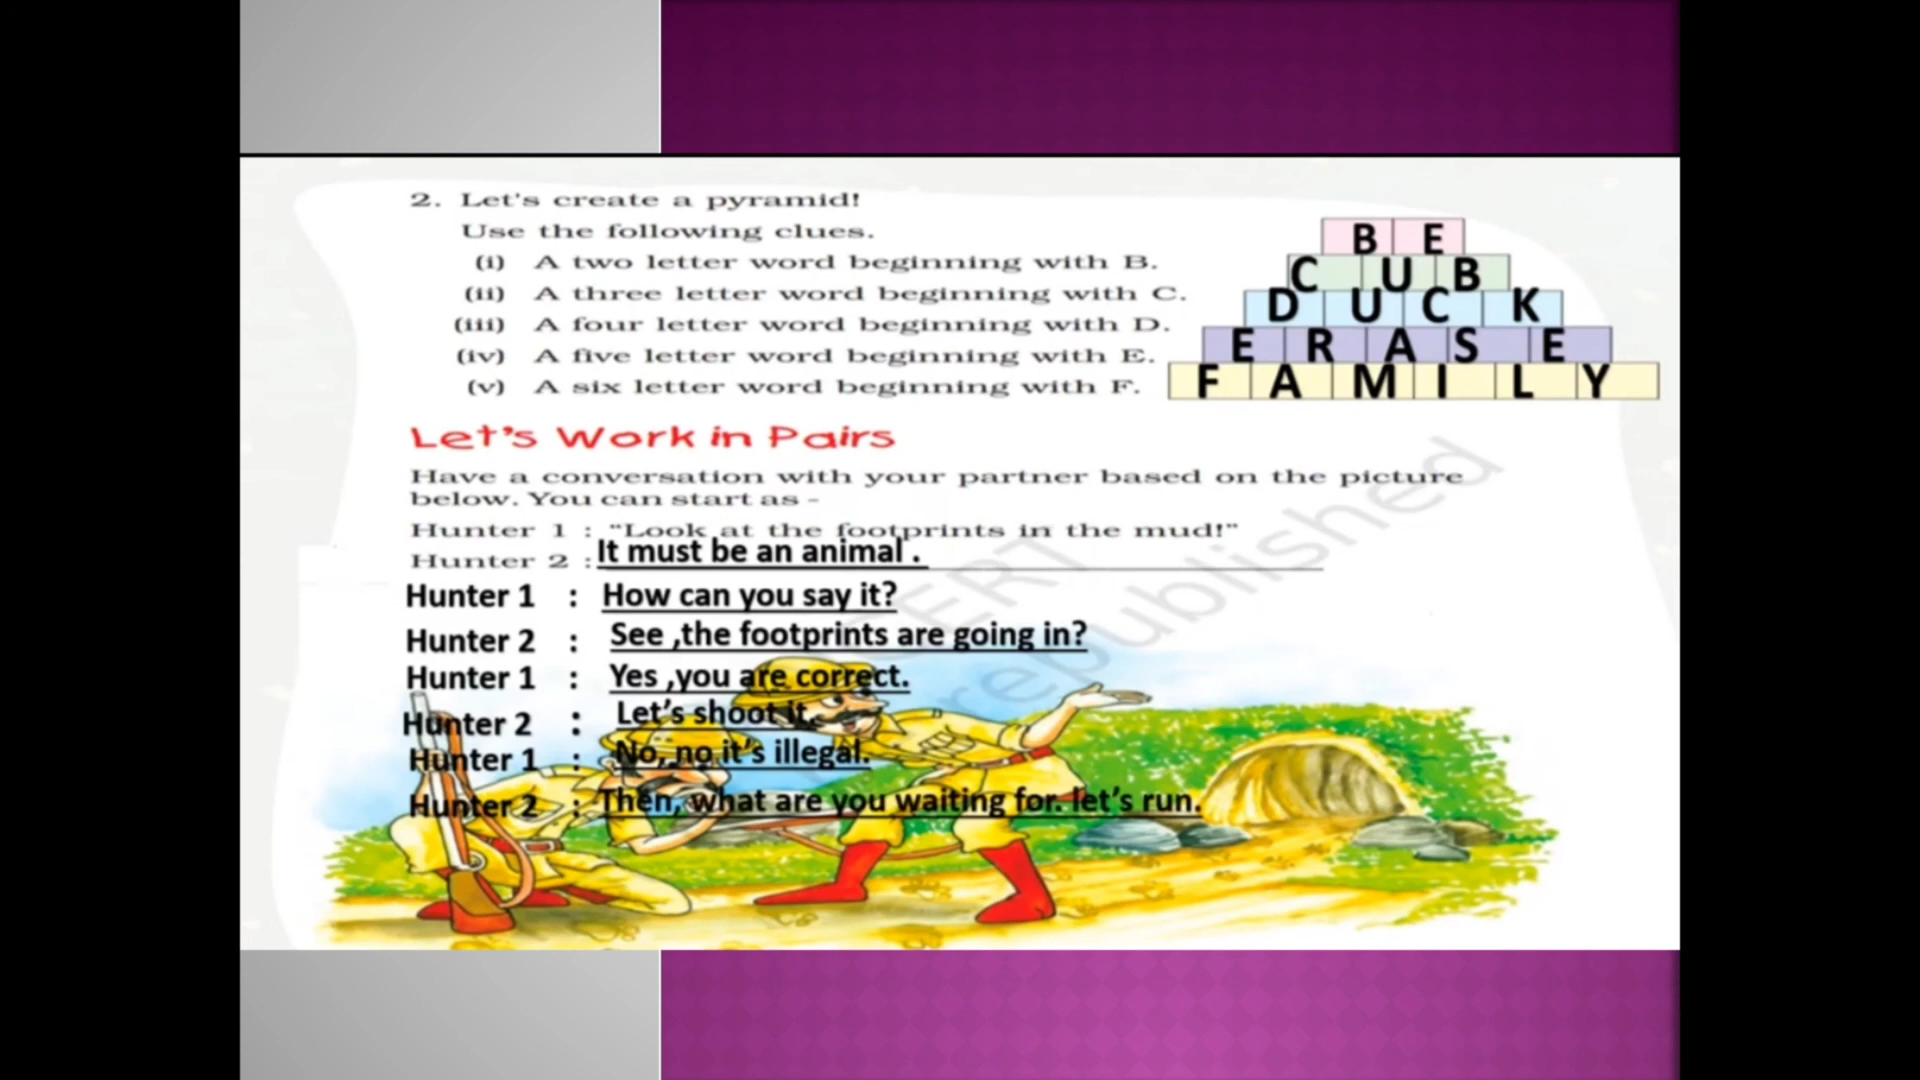 2. Let's create a pyramid!
Use the following clues.
(i) A two letter word beginning with B.
(ii) A three letter word beginning with C.
(iii) A four letter word beginning with D.
(iv) A five letter word beginning with E.
(v) A six letter word beginning with F.
B E
C U B
D U C K
E R A S E
F A M I L Y
Let's Work in Pairs
Have a conversation with your partner based on the picture
below. You can start as -
Hunter 1 : "Look at the footprints in the mud!"
Hunter 2 : It must be an animal .
Hunter 1 : How can you say it?
Hunter 2 : See ,the footprints are going in?
Hunter 1 : Yes ,you are correct.
Hunter 2 : Let's shoot it.
Hunter 1 : No, no it's illegal.
Hunter 2 : Then, what are you waiting for. let's run.
republished